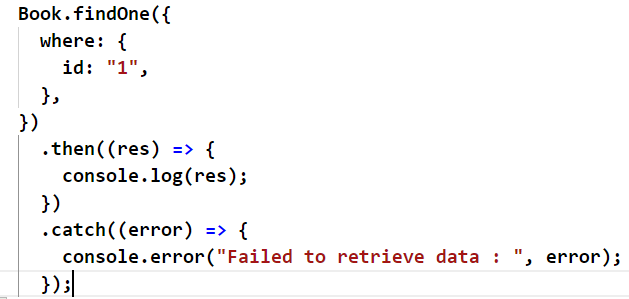 Book.findOne({
  where: {
    id: "1",
  },
})
  .then((res) => {
    console.log(res);
  })
  .catch((error) => {
    console.error("Failed to retrieve data : ", error);
  });